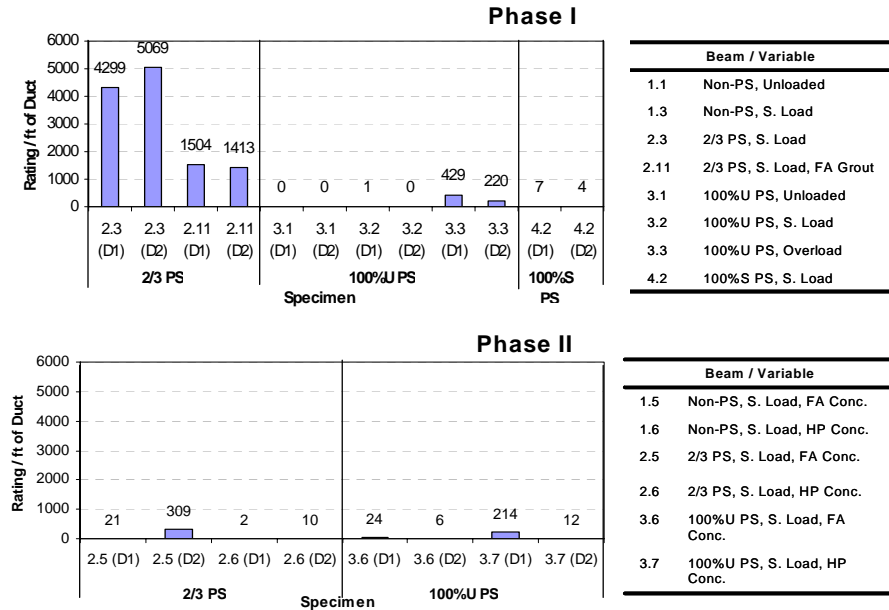 Phase I
Rating / ft of Duct
6000
5000
4000
3000
2000
1000
0
4299
5069
1504
1413
0
0
1
0
429
220
7
4
2.3 2.3 2.11 2.11 3.1 3.1 3.2 3.2 3.3 3.3 4.2 4.2
(D1) (D2) (D1) (D2) (D1) (D2) (D1) (D2) (D1) (D2) (D1) (D2)
2/3 PS 100%U PS 100%S
PS
Specimen
Beam / Variable
1.1 Non-PS, Unloaded
1.3 Non-PS, S. Load
2.3 2/3 PS, S. Load
2.11 2/3 PS, S. Load, FA Grout
3.1 100%U PS, Unloaded
3.2 100%U PS, S. Load
3.3 100%U PS, Overload
4.2 100%S PS, S. Load
Phase II
Rating / ft of Duct
6000
5000
4000
3000
2000
1000
0
21
309
2
10
24
6
214
12
2.5 (D1) 2.5 (D2) 2.6 (D1) 2.6 (D2) 3.6 (D1) 3.6 (D2) 3.7 (D1) 3.7 (D2)
2/3 PS 100%U PS
Specimen
Beam / Variable
1.5 Non-PS, S. Load, FA Conc.
1.6 Non-PS, S. Load, HP Conc.
2.5 2/3 PS, S. Load, FA Conc.
2.6 2/3 PS, S. Load, HP Conc.
3.6 100%U PS, S. Load, FA
Conc.
3.7 100%U PS, S. Load, HP
Conc.